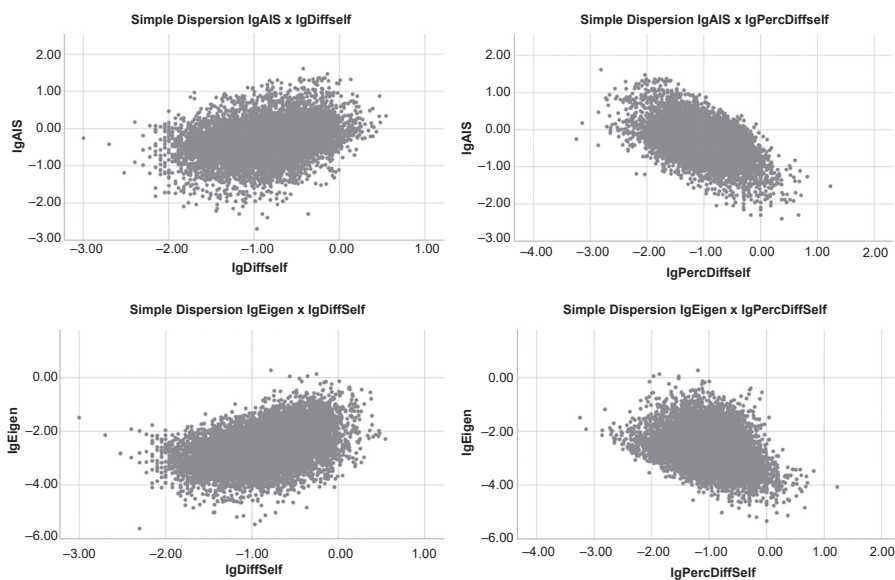 Simple Dispersion lgAIS x lgDiffself
2.00
1.00
0.00
–1.00
–2.00
–3.00
lgAIS
–3.00 –2.00 –1.00 0.00 1.00
lgDiffself
Simple Dispersion lgAIS x lgPercDiffself
2.00
1.00
0.00
–1.00
–2.00
–3.00
lgAIS
–4.00 –3.00 –2.00 –1.00 0.00 1.00 2.00
lgPercDiffself
Simple Dispersion lgEigen x lgDiffSelf
0.00
–2.00
–4.00
–6.00
lgEigen
–3.00 –2.00 –1.00 0.00 1.00
lgDiffSelf
Simple Dispersion lgEigen x lgPercDiffSelf
0.00
–2.00
–4.00
–6.00
lgEigen
–4.00 –3.00 –2.00 –1.00 0.00 1.00 2.00
lgPercDiffSelf